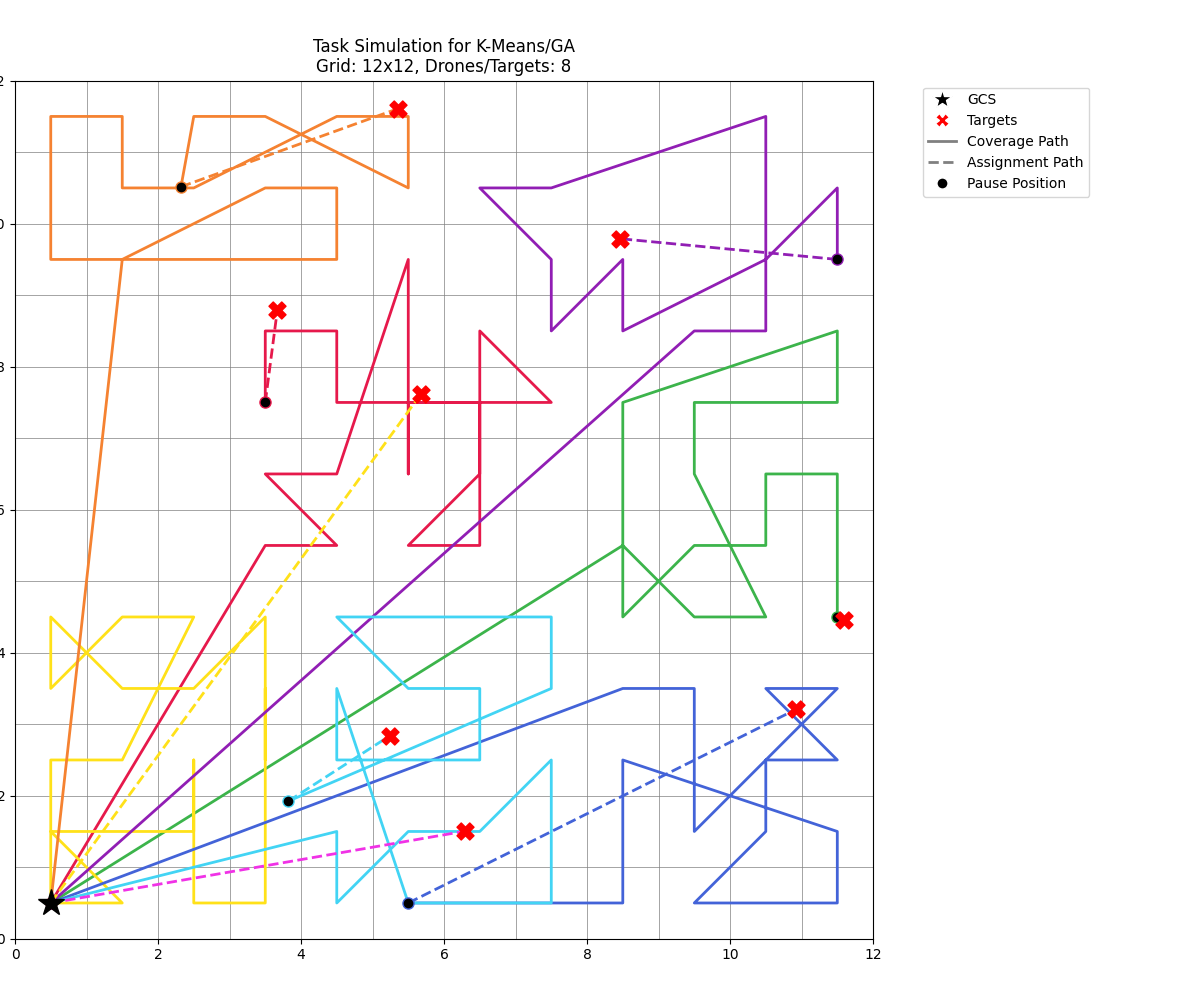 Task Simulation for K-Means/GA
Grid: 12x12, Drones/Targets: 8
GCS
Targets
Coverage Path
Assignment Path
Pause Position
2
0
8
6
4
2
0
0 2 4 6 8 10 12